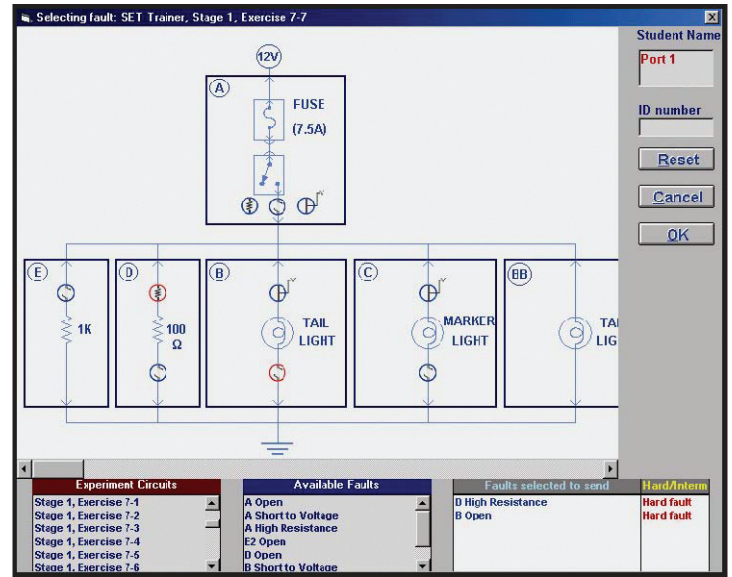 Selecting fault: SET Trainer, Stage 1, Exercise 7-7
Student Name
Port 1
ID number
Reset
Cancel
OK
12V
A
FUSE
(7.5A)
E
1K
D
100
Ω
B
TAIL
LIGHT
C
MARKER
LIGHT
BB
TAI
LIG
Experiment Circuits
Stage 1, Exercise 7-1
Stage 1, Exercise 7-2
Stage 1, Exercise 7-3
Stage 1, Exercise 7-4
Stage 1, Exercise 7-5
Stage 1, Exercise 7-6
Available Faults
A Open
A Short to Voltage
A High Resistance
E2 Open
D Open
B Short to Voltage
Faults selected to send
Hard/Interm
D High Resistance
Hard fault
B Open
Hard fault